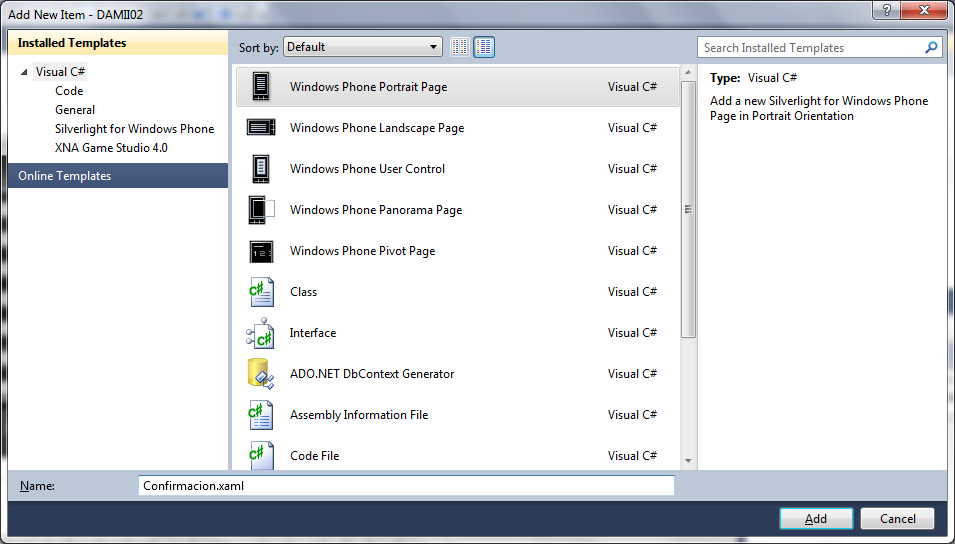 Add New Item - DAMII02
Installed Templates
Visual C#
Code
General
Silverlight for Windows Phone
XNA Game Studio 4.0
Online Templates
Sort by: Default
Windows Phone Portrait Page Visual C#
Windows Phone Landscape Page Visual C#
Windows Phone User Control Visual C#
Windows Phone Panorama Page Visual C#
Windows Phone Pivot Page Visual C#
Class Visual C#
Interface Visual C#
ADO.NET DbContext Generator Visual C#
Assembly Information File Visual C#
Code File Visual C#
Search Installed Templates
Type: Visual C#
Add a new Silverlight for Windows Phone
Page in Portrait Orientation
Name: Confirmacion.xaml
Add Cancel